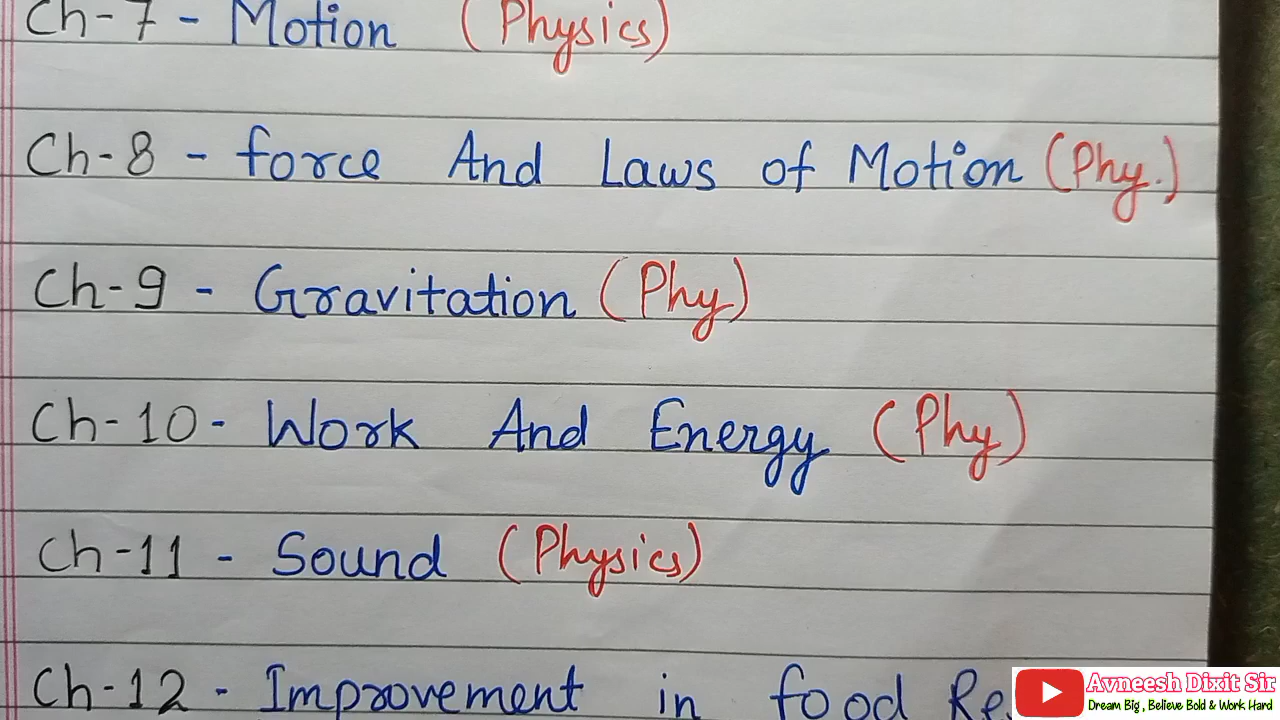 Ch-7 - Motion (Physics)
Ch-8 - force And Laws of Motion (Phy.)
Ch-9 - Gravitation (Phy)
Ch-10 - Work And Energy (Phy)
Ch-11 - Sound (Physics)
Ch-12 - Improvement in food
Avneesh Dixit Sir
Dream Big , Believe Bold & Work Hard